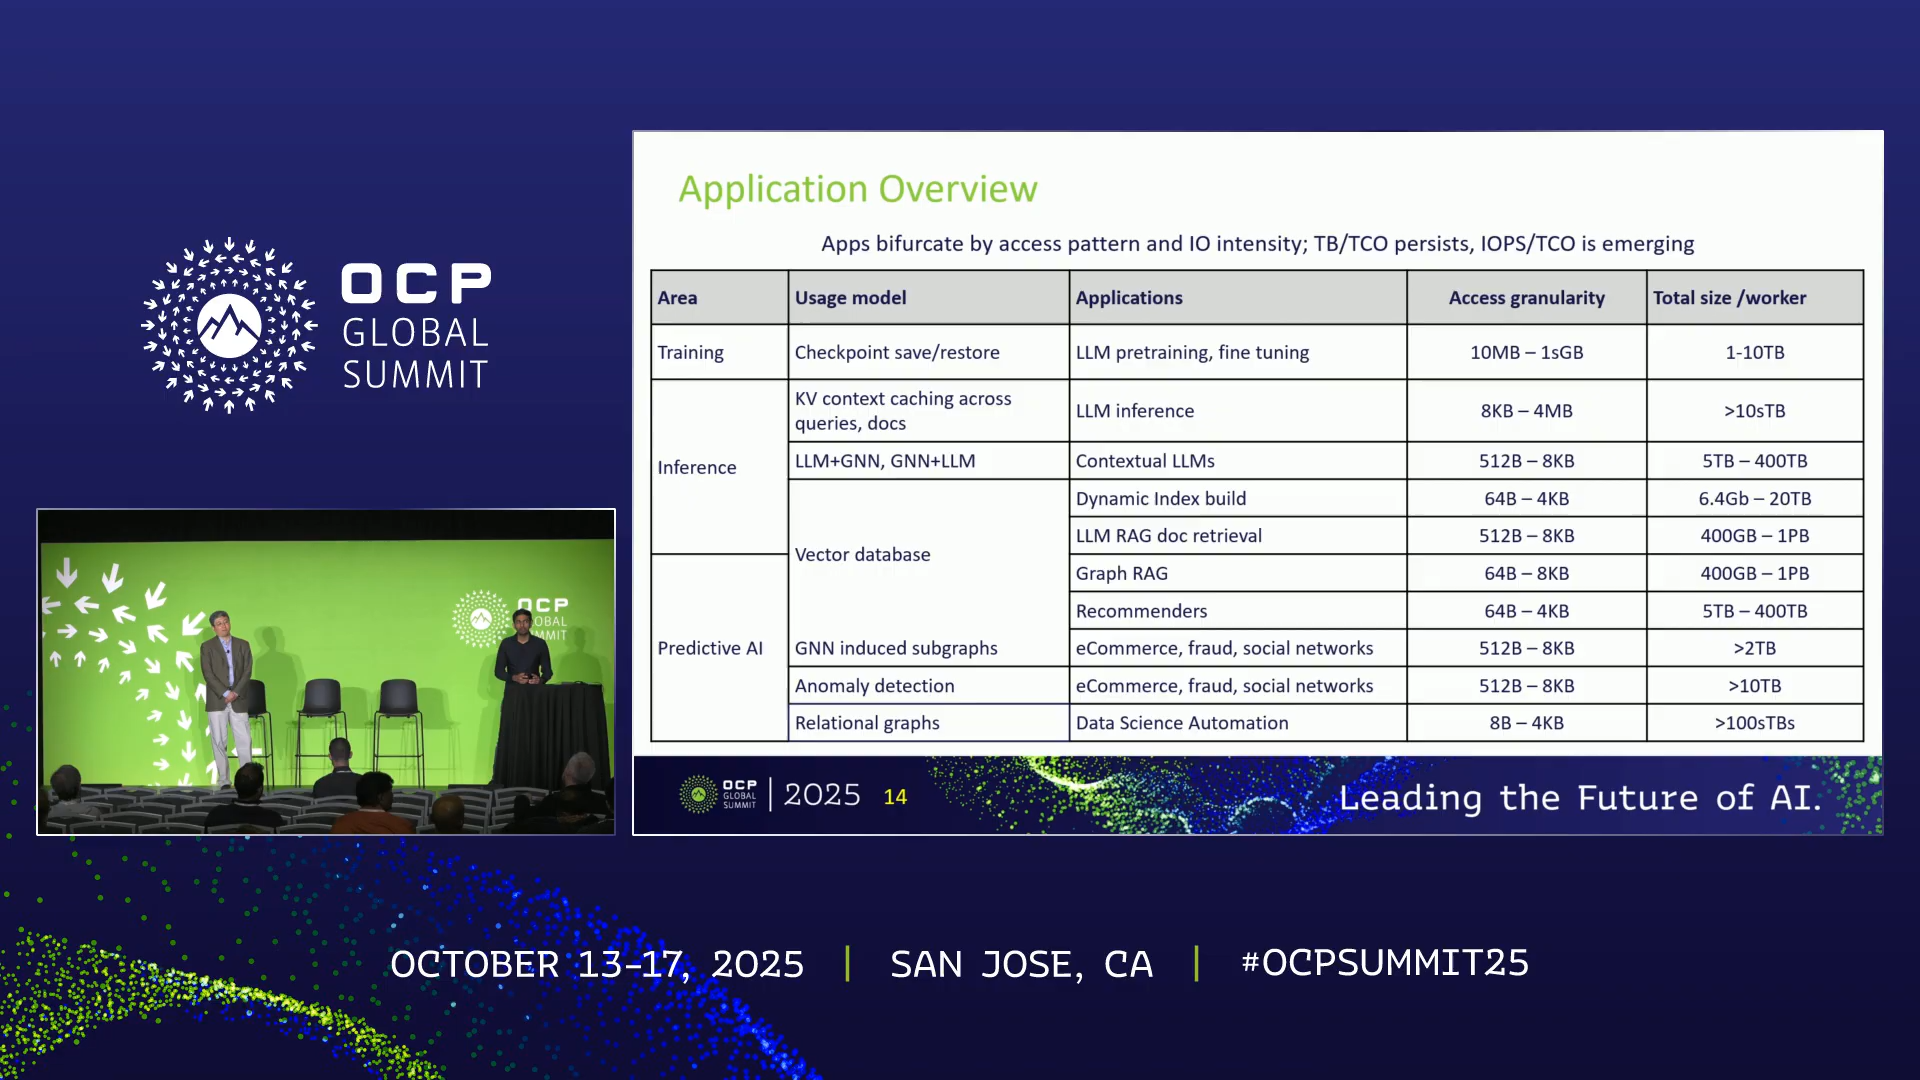 OCP
GLOBAL
SUMMIT
Application Overview
Apps bifurcate by access pattern and IO intensity; TB/TCO persists, IOPS/TCO is emerging
Area Usage model Applications Access granularity Total size /worker
Training Checkpoint save/restore LLM pretraining, fine tuning 10MB – 1sGB 1-10TB
Inference
KV context caching across
queries, docs
LLM inference 8KB – 4MB >10sTB
LLM+GNN, GNN+LLM Contextual LLMs 512B – 8KB 5TB – 400TB
Vector database
Dynamic Index build 64B – 4KB 6.4Gb – 20TB
LLM RAG doc retrieval 512B – 8KB 400GB – 1PB
Graph RAG 64B – 8KB 400GB – 1PB
Recommenders 64B – 4KB 5TB – 400TB
Predictive AI GNN induced subgraphs eCommerce, fraud, social networks 512B – 8KB >2TB
Anomaly detection eCommerce, fraud, social networks 512B – 8KB >10TB
Relational graphs Data Science Automation 8B – 4KB >100sTBs
OCP
GLOBAL
SUMMIT
2025 14
Leading the Future of AI.
OCP
OCTOBER 13-17, 2025 | SAN JOSE, CA | #OCPSUMMIT25